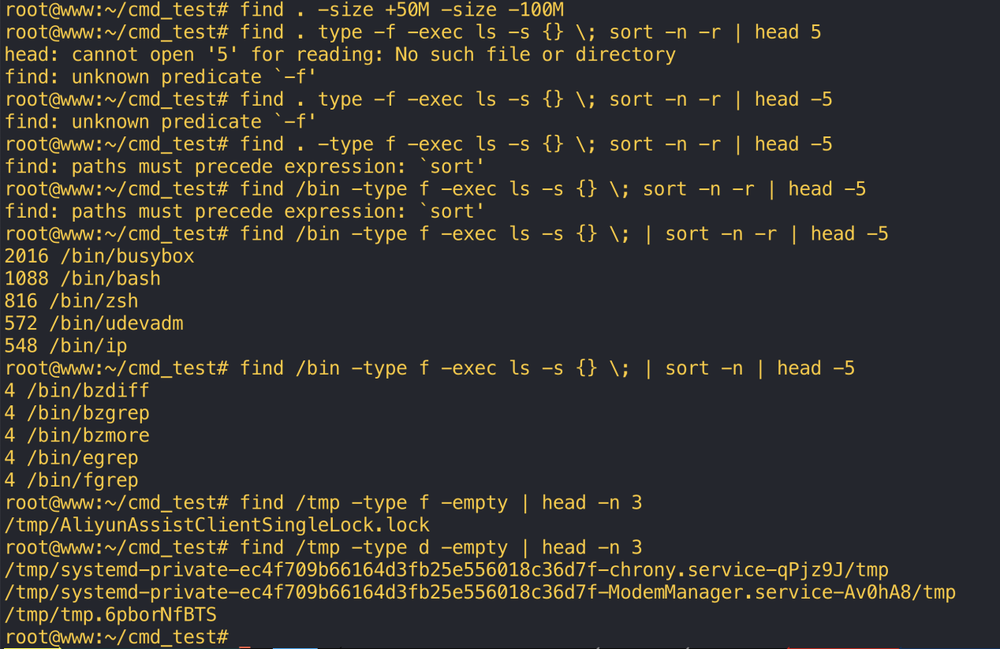 root@www:~/cmd_test# find . -size +50M -size -100M
root@www:~/cmd_test# find . type -f -exec ls -s {} \; sort -n -r | head 5
head: cannot open '5' for reading: No such file or directory
find: unknown predicate `-f'
root@www:~/cmd_test# find . type -f -exec ls -s {} \; sort -n -r | head -5
find: unknown predicate `-f'
root@www:~/cmd_test# find . -type f -exec ls -s {} \; sort -n -r | head -5
find: paths must precede expression: `sort'
root@www:~/cmd_test# find /bin -type f -exec ls -s {} \; sort -n -r | head -5
find: paths must precede expression: `sort'
root@www:~/cmd_test# find /bin -type f -exec ls -s {} \; | sort -n -r | head -5
2016 /bin/busybox
1088 /bin/bash
816 /bin/zsh
572 /bin/udevadm
548 /bin/ip
root@www:~/cmd_test# find /bin -type f -exec ls -s {} \; | sort -n | head -5
4 /bin/bzdiff
4 /bin/bzgrep
4 /bin/bzmore
4 /bin/egrep
4 /bin/fgrep
root@www:~/cmd_test# find /tmp -type f -empty | head -n 3
/tmp/AliyunAssistClientSingleLock.lock
root@www:~/cmd_test# find /tmp -type d -empty | head -n 3
/tmp/systemd-private-ec4f709b66164d3fb25e556018c36d7f-chrony.service-qPjz9J/tmp
/tmp/systemd-private-ec4f709b66164d3fb25e556018c36d7f-ModemManager.service-Av0hA8/tmp
/tmp/tmp.6pborNfBTS
root@www:~/cmd_test#